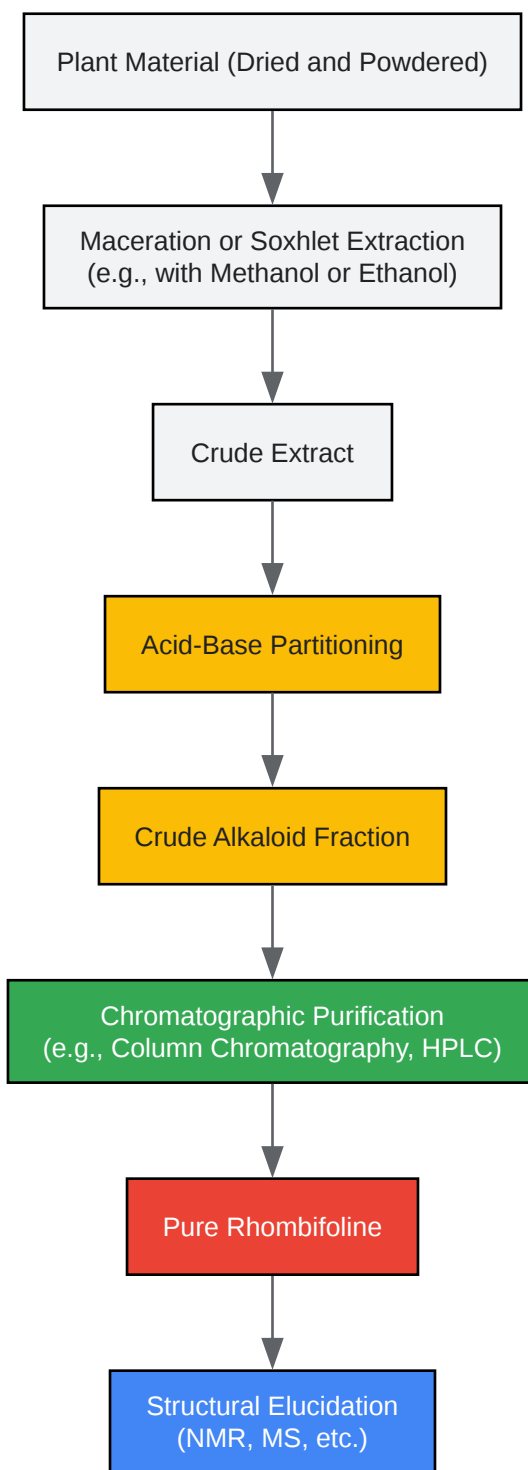 Plant Material (Dried and Powdered)
Maceration or Soxhlet Extraction
(e.g., with Methanol or Ethanol)
Crude Extract
Acid-Base Partitioning
Crude Alkaloid Fraction
Chromatographic Purification
(e.g., Column Chromatography, HPLC)
Pure Rhombifoline
Structural Elucidation
(NMR, MS, etc.)